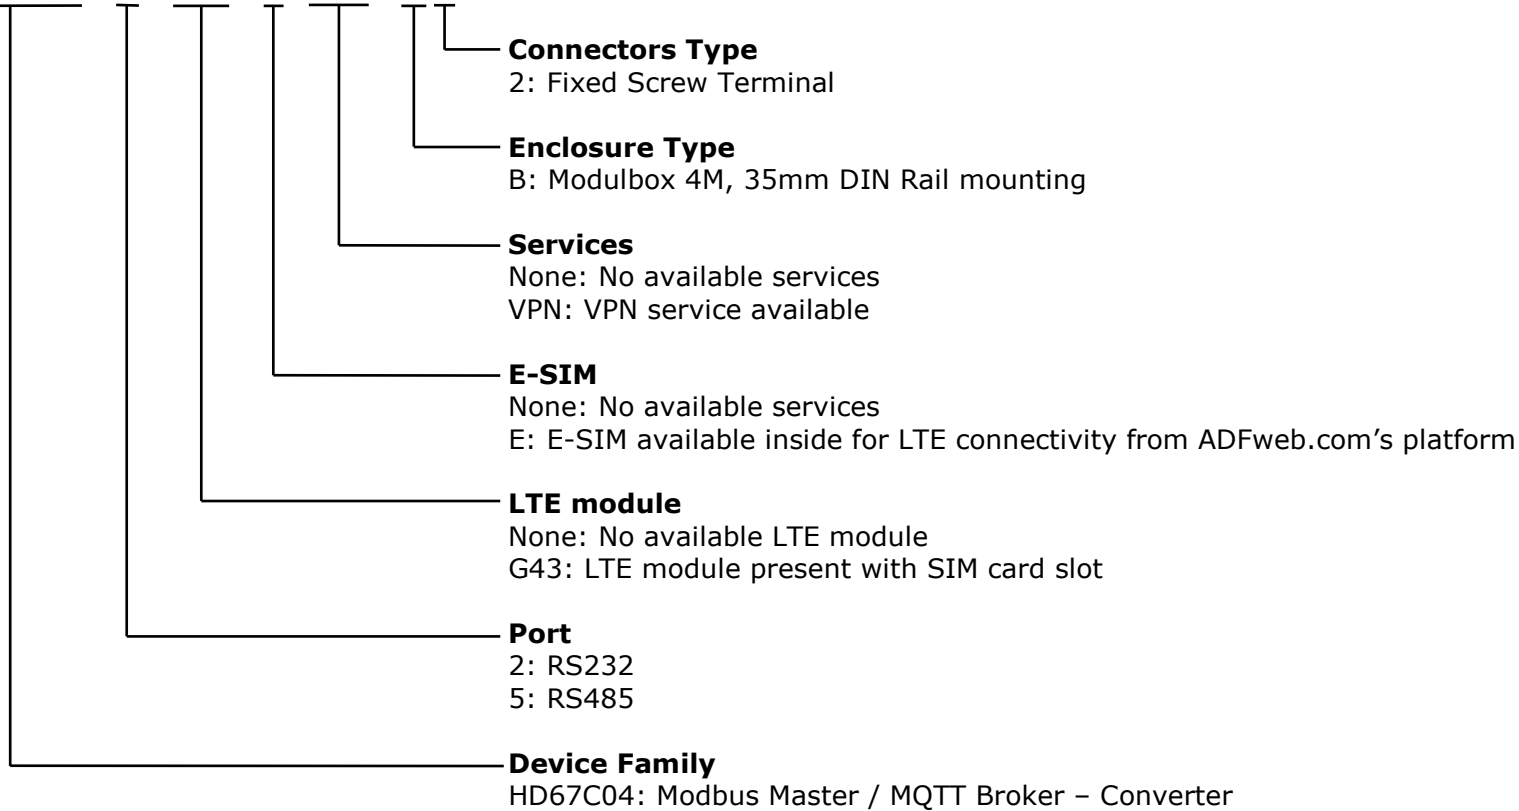 Connectors Type
2: Fixed Screw Terminal
Enclosure Type
B: Modulbox 4M, 35mm DIN Rail mounting
Services
None: No available services
VPN: VPN service available
E-SIM
None: No available services
E: E-SIM available inside for LTE connectivity from ADFweb.com’s platform
LTE module
None: No available LTE module
G43: LTE module present with SIM card slot
Port
2: RS232
5: RS485
Device Family
HD67C04: Modbus Master / MQTT Broker – Converter